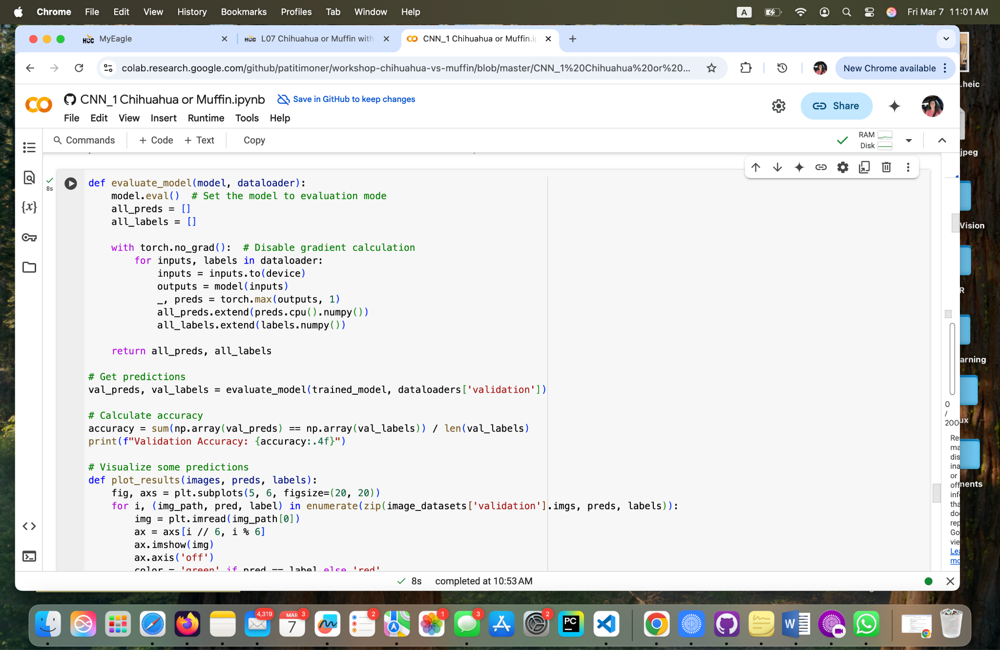 Chrome File Edit View History Bookmarks Profiles Tab Window Help A Fri Mar 7 11:01 AM
HCC MyEagle HCC L07 Chihuahua or Muffin with CNN_1 Chihuahua or Muffin.i
colab.research.google.com/github/patitimoner/workshop-chihuahua-vs-muffin/blob/master/CNN_1%20Chihuahua%20or%20... New Chrome available
.heic
CNN_1 Chihuahua or Muffin.ipynb Save in GitHub to keep changes
Share
File Edit View Insert Runtime Tools Help
Commands + Code + Text Copy RAM
Disk
jpeg
8s
def evaluate_model(model, dataloader):
model.eval() # Set the model to evaluation mode
all_preds = []
all_labels = []
Vision
with torch.no_grad(): # Disable gradient calculation
for inputs, labels in dataloader:
inputs = inputs.to(device)
outputs = model(inputs)
R
_, preds = torch.max(outputs, 1)
all_preds.extend(preds.cpu().numpy())
all_labels.extend(labels.numpy())
return all_preds, all_labels
arning
# Get predictions
val_preds, val_labels = evaluate_model(trained_model, dataloaders['validation'])
0
/
200
ux
# Calculate accuracy
accuracy = sum(np.array(val_preds) == np.array(val_labels)) / len(val_labels)
print(f"Validation Accuracy: {accuracy:.4f}")
# Visualize some predictions
def plot_results(images, preds, labels):
fig, axs = plt.subplots(5, 6, figsize=(20, 20))
for i, (img_path, pred, label) in enumerate(zip(image_datasets['validation'].imgs, preds, labels)):
img = plt.imread(img_path[0])
ax = axs[i // 6, i % 6]
ax.imshow(img)
ax.axis('off')
color = 'green' if pred == label else 'red'
Re
ma
dis
ina
or
off
ments
inf
tha
do
rep
Go
vie
Lea
mo
8s completed at 10:53 AM
4,319 MAR 3 2 1 3 2
7 PC W